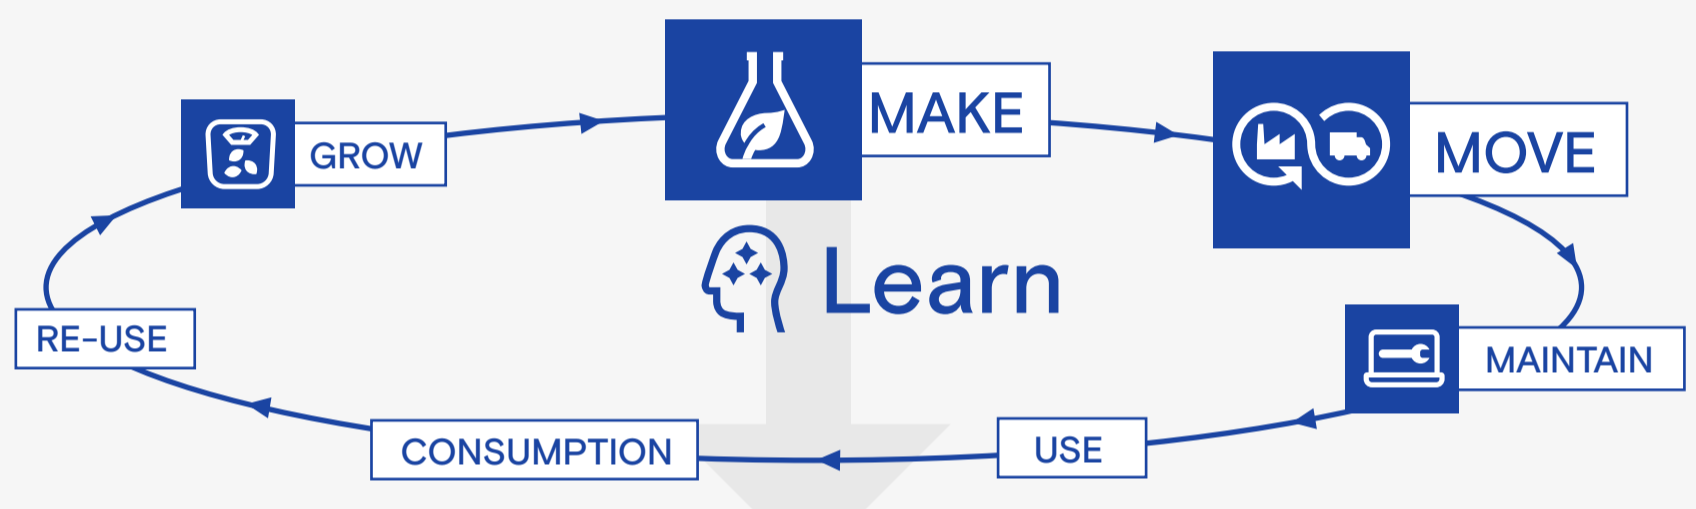 GROW
MAKE
MOVE
Learn
RE-USE
MAINTAIN
CONSUMPTION
USE